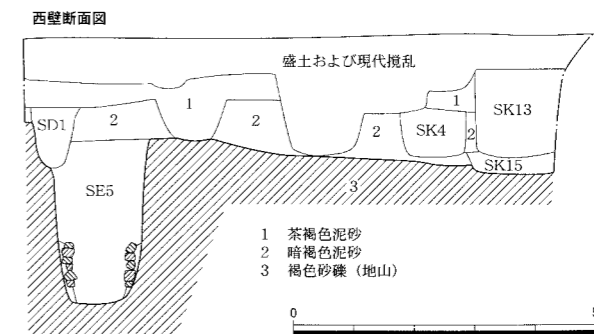 西壁断面図
盛土および現代撹乱
1
1
SK13
SD1
2
2
2
SK4
2
SK15
SE5
3
1 茶褐色泥砂
2 暗褐色泥砂
3 褐色砂礫（地山）
0